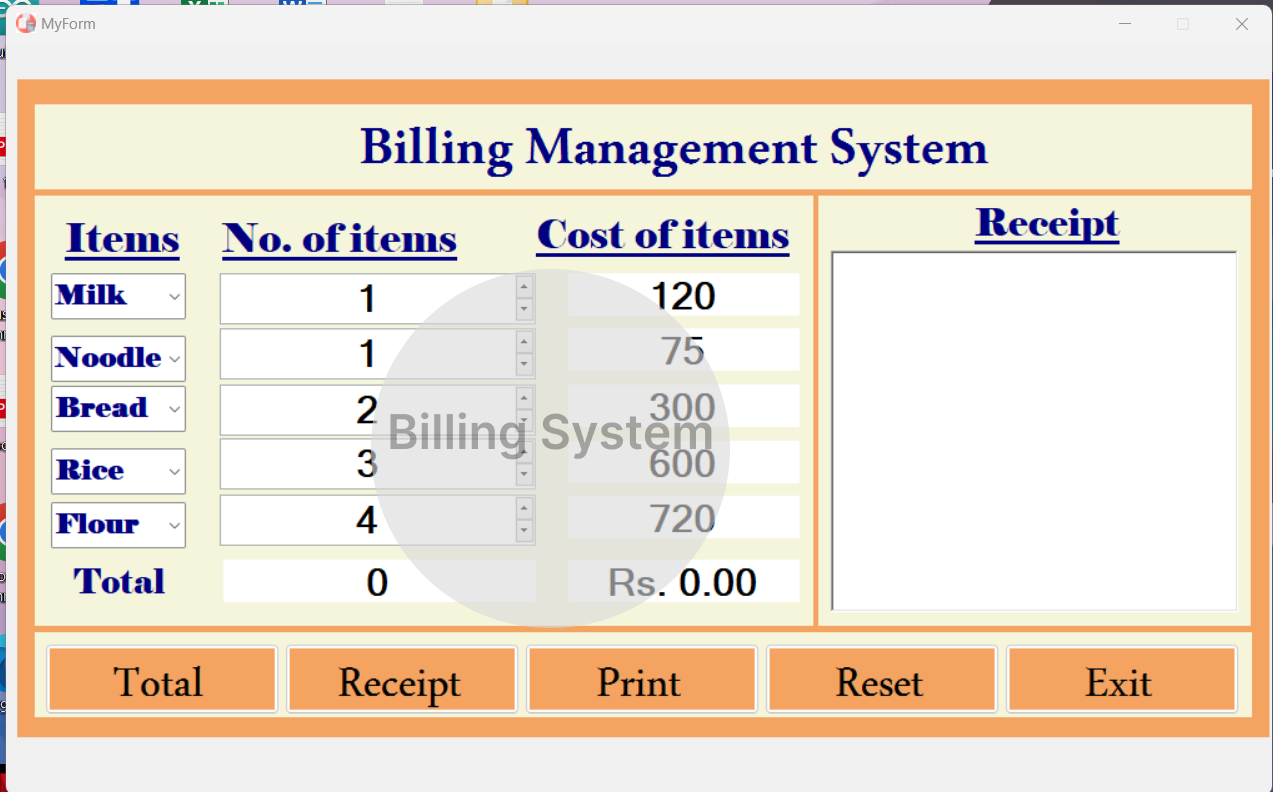 MyForm
Billing Management System
Items No. of items Cost of items Receipt
Milk 1 120
Noodle 1 75
Bread 2 300
Billing System
Rice 3 600
Flour 4 720
Total 0 Rs. 0.00
Total Receipt Print Reset Exit